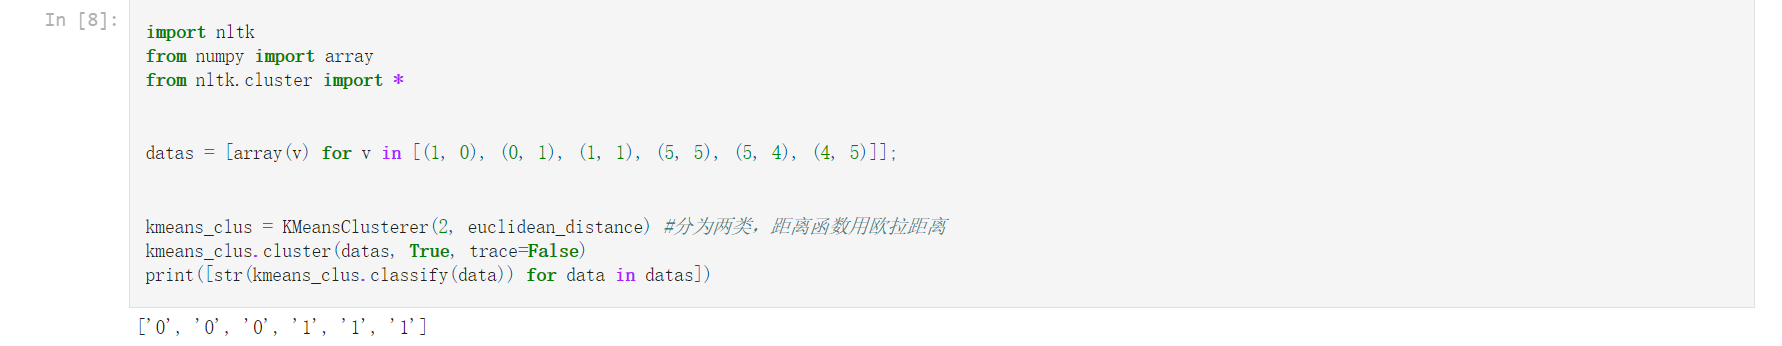 In [8]:
import nltk
from numpy import array
from nltk.cluster import *
datas = [array(v) for v in [(1, 0), (0, 1), (1, 1), (5, 5), (5, 4), (4, 5)]];
kmeans_clus = KMeansClusterer(2, euclidean_distance) #分为两类，距离函数用欧拉距离
kmeans_clus.cluster(datas, True, trace=False)
print([str(kmeans_clus.classify(data)) for data in datas])
['0', '0', '0', '1', '1', '1']